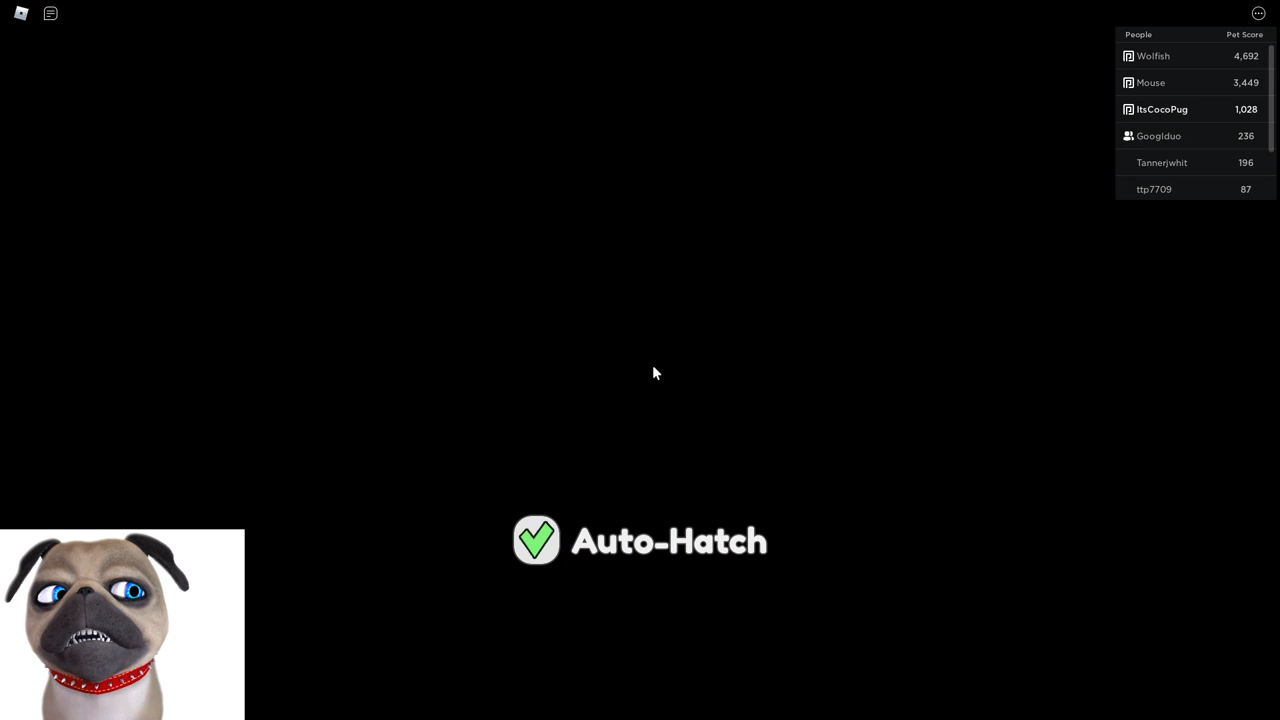 People Pet Score
Wolfish 4,692
Mouse 3,449
ItsCocoPug 1,028
Googlduo 236
Tannerjwhit 196
ttp7709 87
Auto-Hatch